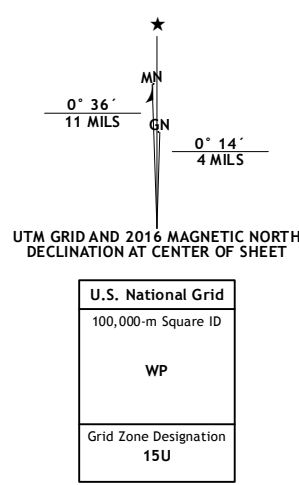 MN
0° 36´
11 MILS
GN
0° 14´
4 MILS
UTM GRID AND 2016 MAGNETIC NORTH
DECLINATION AT CENTER OF SHEET
U.S. National Grid
100,000-m Square ID
WP
Grid Zone Designation
15U